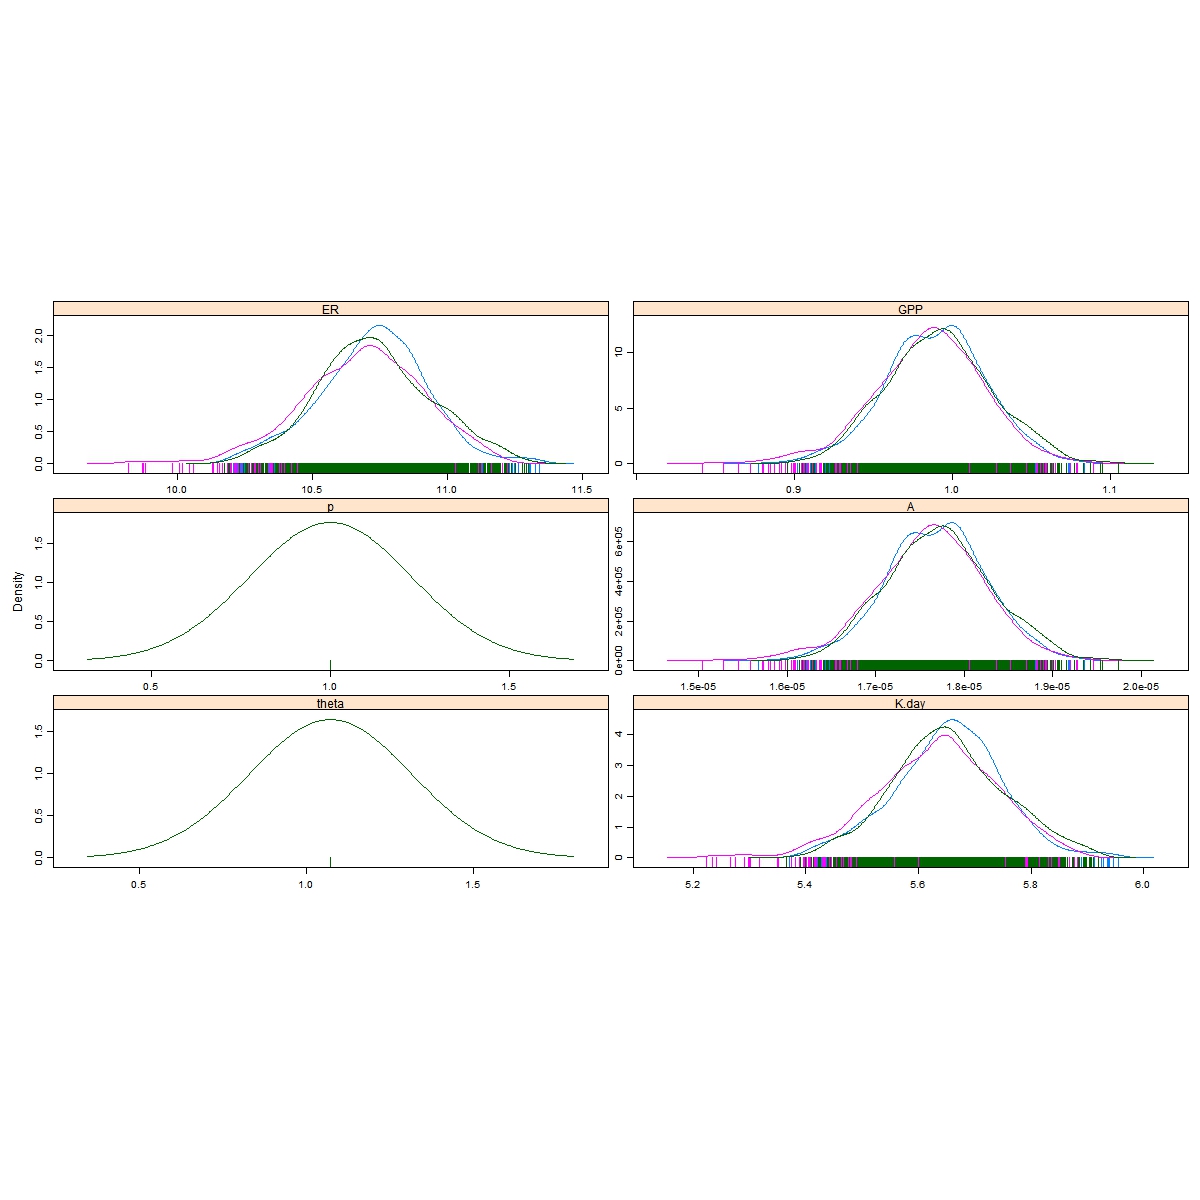 ER
GPP
0.0 0.5 1.0 1.5 2.0
10.0 10.5 11.0 11.5
0 5 10
0.9 1.0 1.1
p
A
Density
0.0 0.5 1.0 1.5
0.5 1.0 1.5
0e+00 2e+05 4e+05 6e+05
1.5e-05 1.6e-05 1.7e-05 1.8e-05 1.9e-05 2.0e-05
theta
K.day
0.0 0.5 1.0 1.5
0.5 1.0 1.5
0 1 2 3 4
5.2 5.4 5.6 5.8 6.0